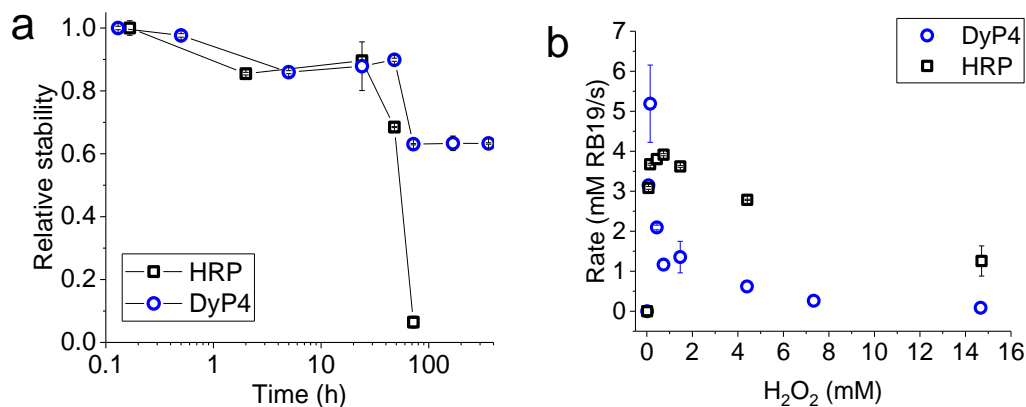 a
1.0
0.8
0.6
0.4
0.2
0.0
Relative stability
HRP
DyP4
0.1
1
10
100
Time (h)
b
7
6
5
4
3
2
1
0
Rate (mM RB19/s)
DyP4
HRP
0
2
4
6
8
10
12
14
16
H₂O₂ (mM)